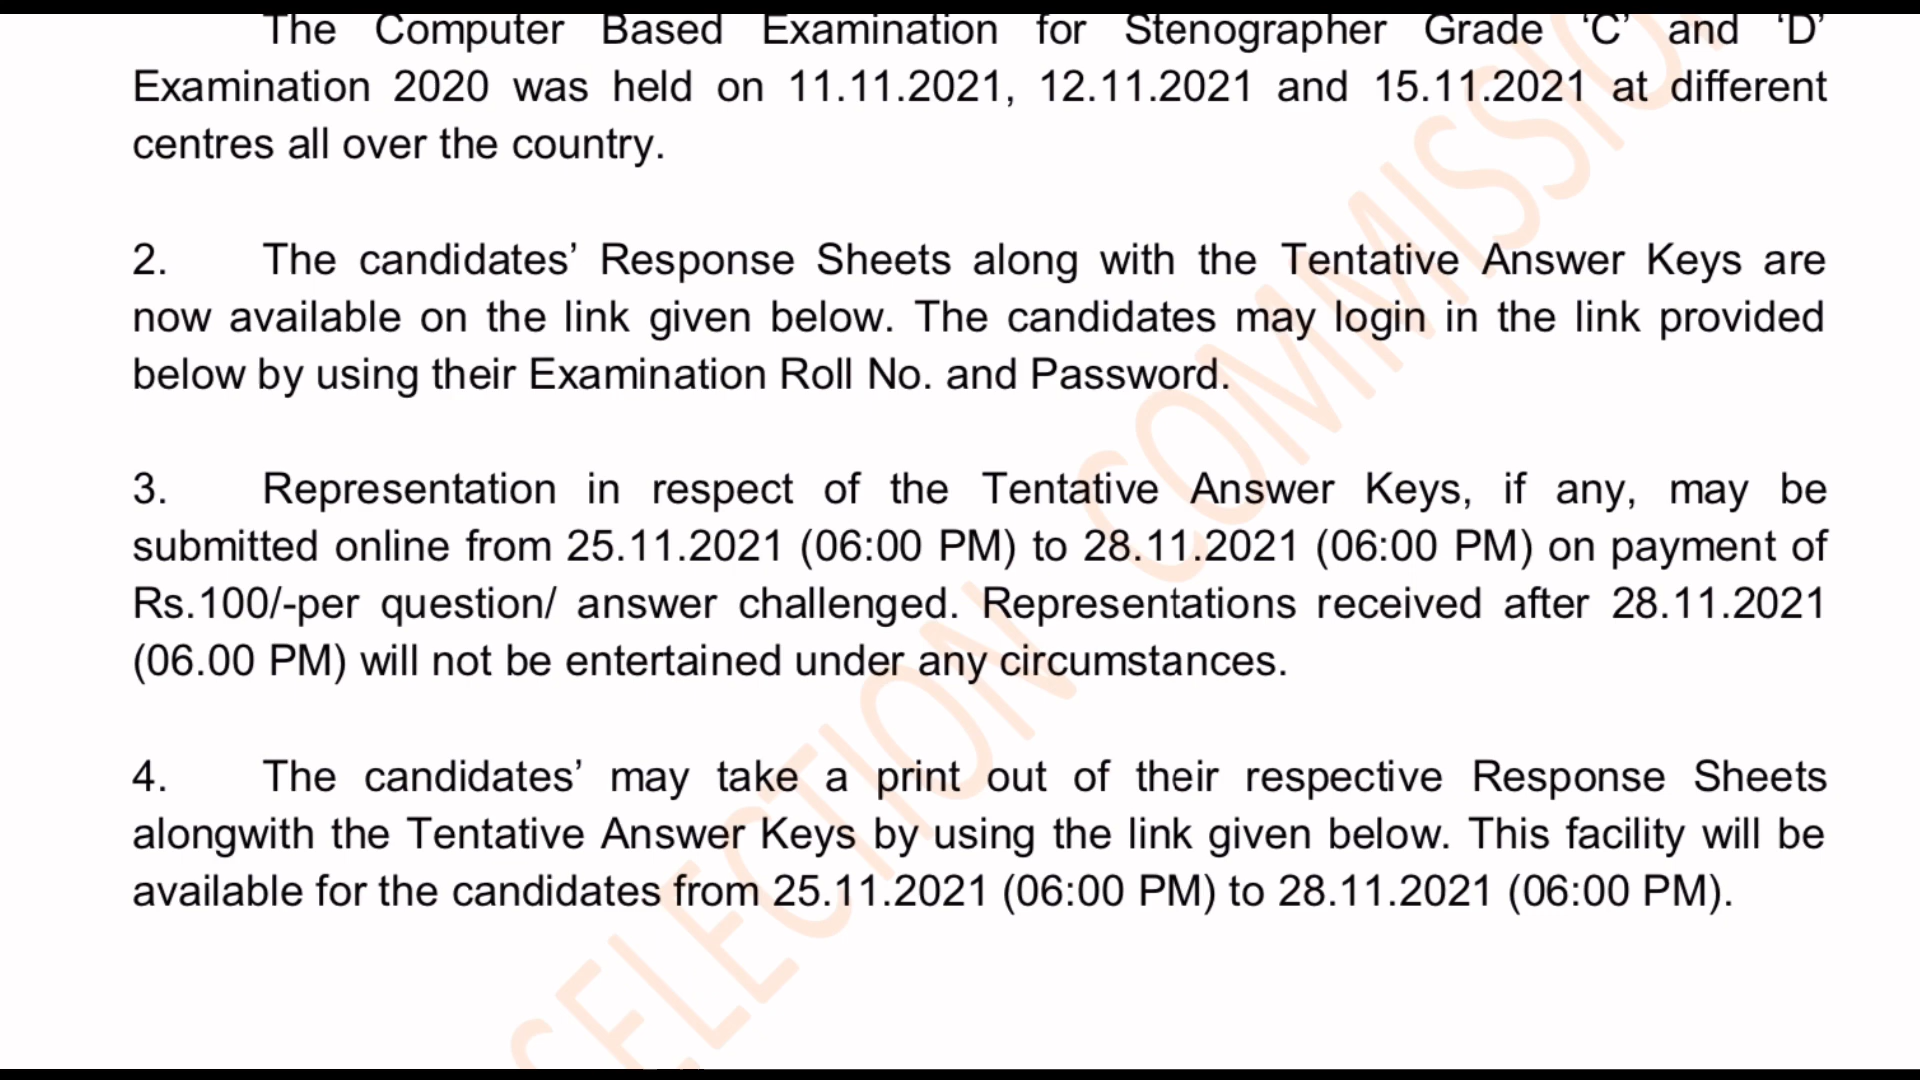 The Computer Based Examination for Stenographer Grade ‘C’ and ‘D’
Examination 2020 was held on 11.11.2021, 12.11.2021 and 15.11.2021 at different
centres all over the country.
2. The candidates’ Response Sheets along with the Tentative Answer Keys are
now available on the link given below. The candidates may login in the link provided
below by using their Examination Roll No. and Password.
3. Representation in respect of the Tentative Answer Keys, if any, may be
submitted online from 25.11.2021 (06:00 PM) to 28.11.2021 (06:00 PM) on payment of
Rs.100/-per question/ answer challenged. Representations received after 28.11.2021
(06.00 PM) will not be entertained under any circumstances.
4. The candidates’ may take a print out of their respective Response Sheets
alongwith the Tentative Answer Keys by using the link given below. This facility will be
available for the candidates from 25.11.2021 (06:00 PM) to 28.11.2021 (06:00 PM).
SELECTION COMMISSION